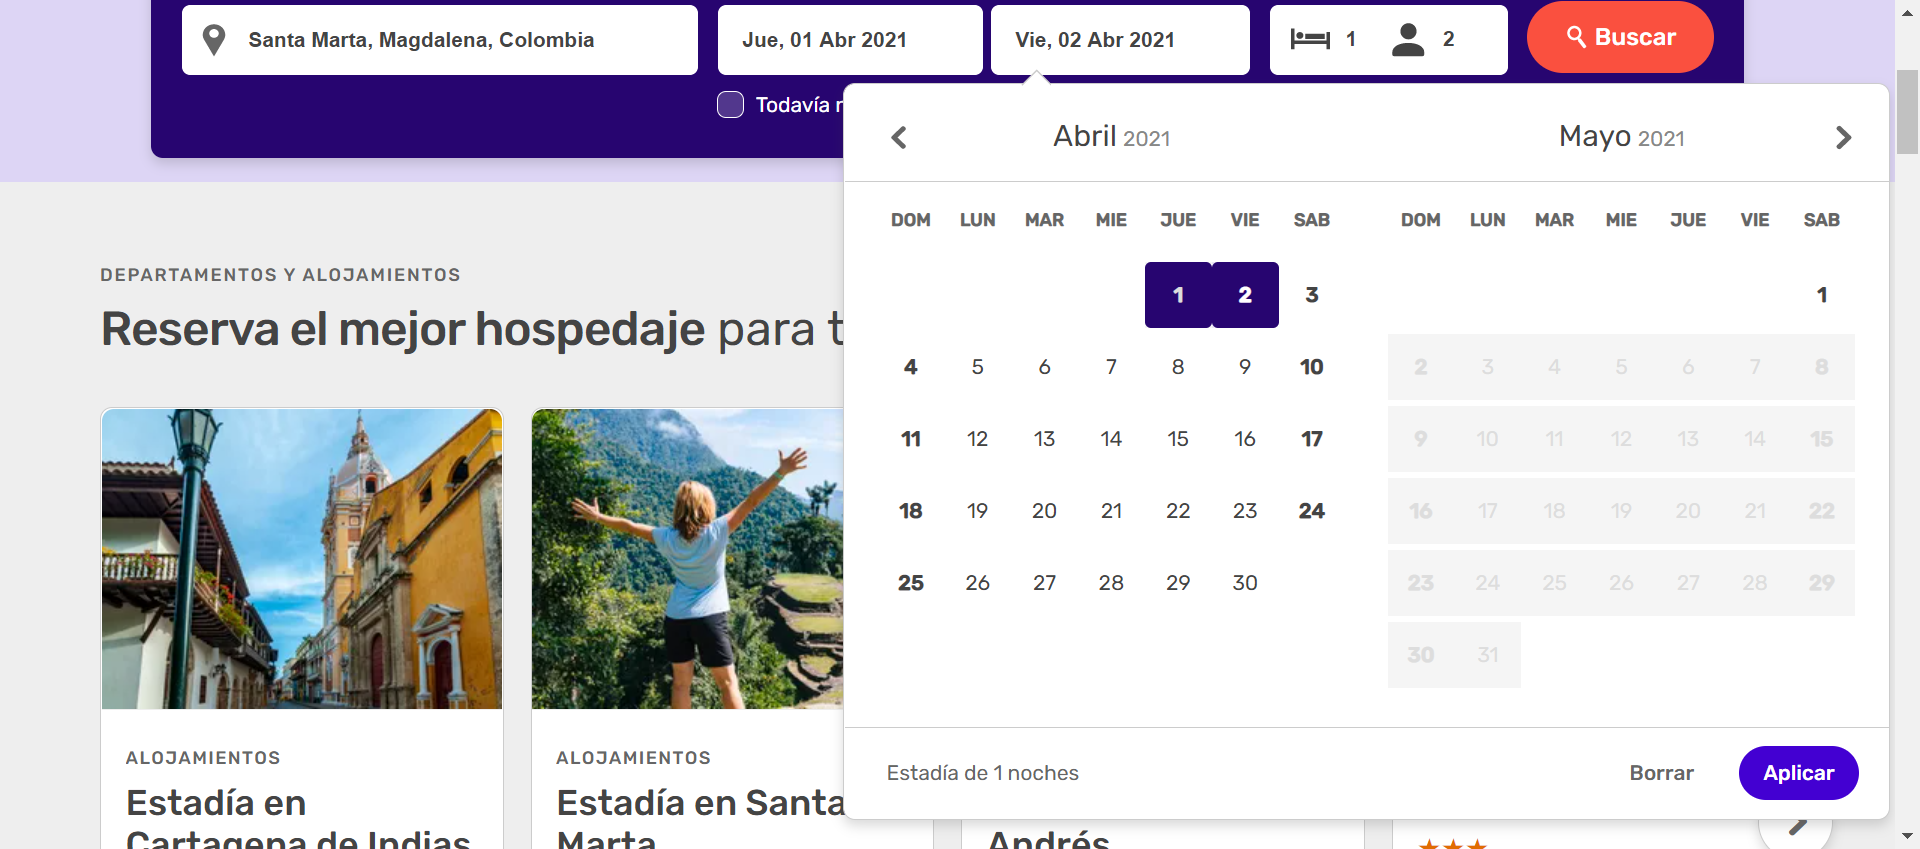 Santa Marta, Magdalena, Colombia
Jue, 01 Abr 2021
Vie, 02 Abr 2021
1
2
Buscar
Todavía
Abril 2021
Mayo 2021
DOM LUN MAR MIE JUE VIE SAB
1 2 3
4 5 6 7 8 9 10
11 12 13 14 15 16 17
18 19 20 21 22 23 24
25 26 27 28 29 30
DOM LUN MAR MIE JUE VIE SAB
1
2 3 4 5 6 7 8
9 10 11 12 13 14 15
16 17 18 19 20 21 22
23 24 25 26 27 28 29
30 31
Estadía de 1 noches
Borrar
Aplicar
DEPARTAMENTOS Y ALOJAMIENTOS
Reserva el mejor hospedaje para
ALOJAMIENTOS
Estadía en
Cartagena de Indias
ALOJAMIENTOS
Estadía en Santa
Marta
Andrés